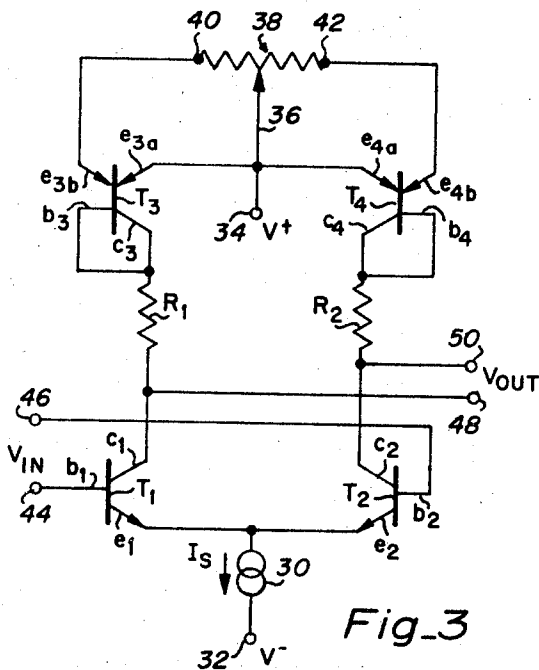 40 38 42
36
e3a e4a
e3b T3 T4 e4b
b3 c3 34 V+ c4 b4
R1 R2
50
46 VOUT
48
VIN c1 c2
b1 T1 T2 b2
44
e1 IS 30 e2
32 V- Fig_3